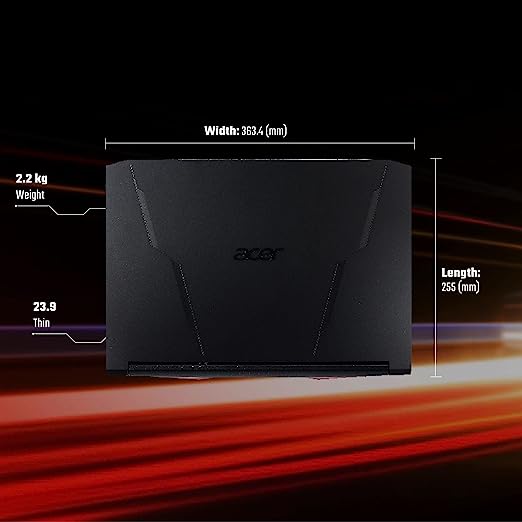 Width: 363.4 (mm)
2.2 kg
Weight
acer
Length:
255 (mm)
23.9
Thin